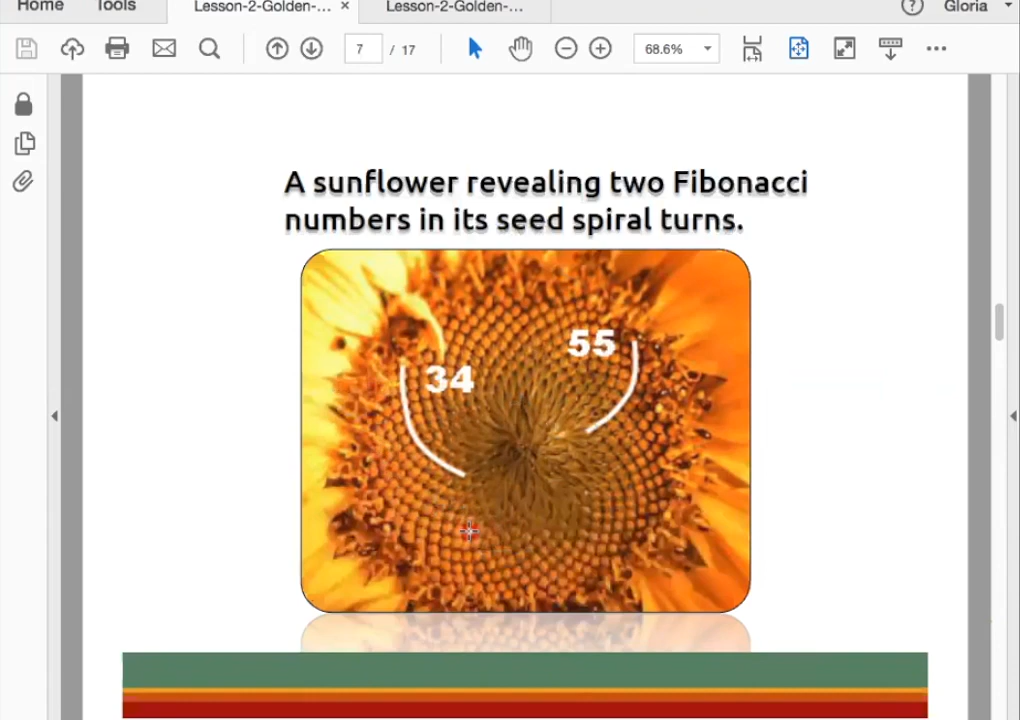 Home Tools Lesson-2-Golden-... × Lesson-2-Golden-... ? Gloria
7 / 17 68.6%
A sunflower revealing two Fibonacci
numbers in its seed spiral turns.
55
34